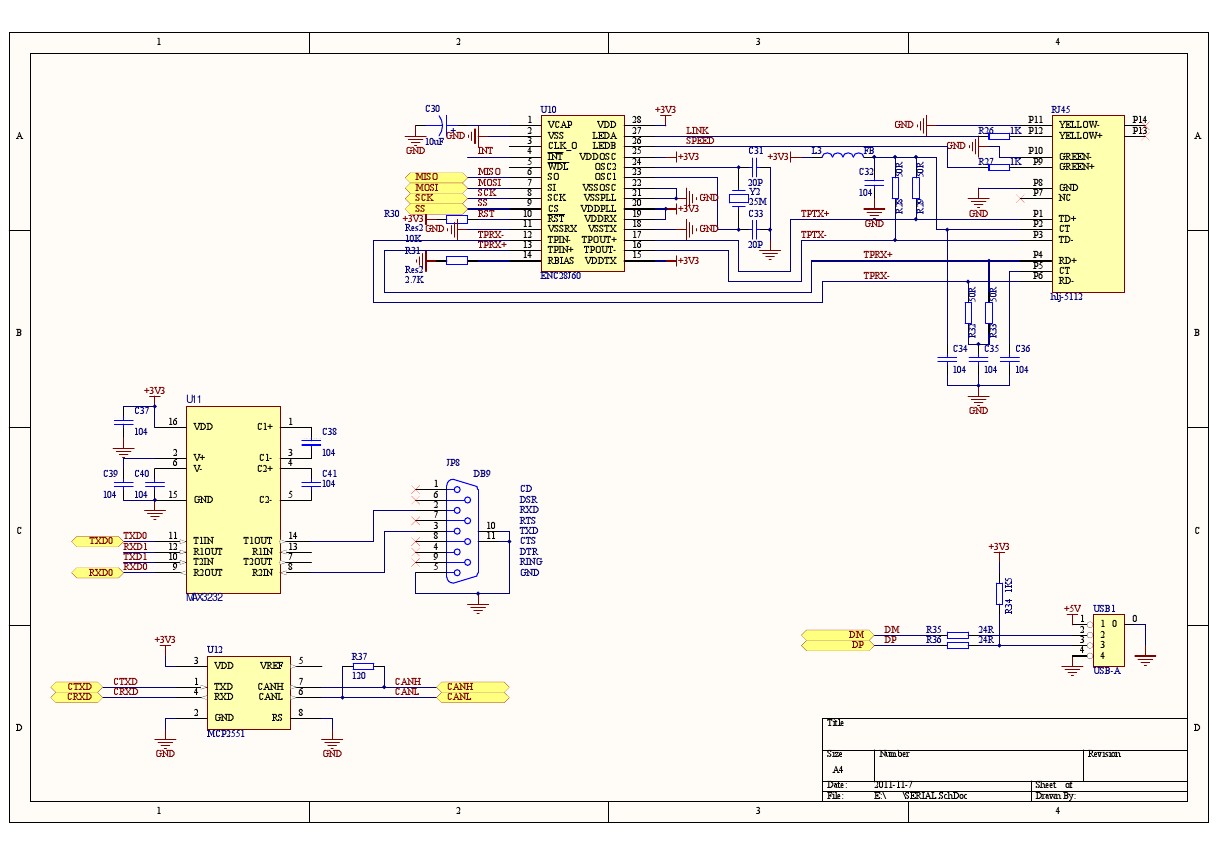 1 2 3 4
A A
B B
C C
D D
1 2 3 4
C30
10uF
GND
GND
INT
MISO MISO
MOSI MOSI
SCK SCK
SS SS
R30
+3V3
RST
Res2
10K
GND
TPRX-
TPRX+
R31
Res2
2.7K
U10
1 VCAP VDD 28
2 VSS LEDA 27
3 CLK_O LEDB 26
4 INT VDDOSC 25
5 WDL OSC2 24
6 SO OSC1 23
7 SI VSSOSC 22
8 SCK VSSPLL 21
9 CS VDDPLL 20
10 RST VDDRX 19
11 VSSRX VSSTX 18
12 TPIN- TPOUT+ 17
13 TPIN+ TPOUT- 16
14 RBIAS VDDTX 15
ENC28J60
+3V3
LINK
SPEED
+3V3
GND
+3V3
GND
+3V3
C31
20P
Y2
25M
C33
20P
+3V3
L3 FB
C32
104
GND
50R
50R
R28
R29
TPTX+
TPTX-
TPRX+
TPRX-
GND
R26 1K
GND
R27 1K
GND
RJ45
P11 YELLOW- P14
P12 YELLOW+ P13
P10 GREEN-
P9 GREEN+
P8 GND
P7 NC
P1 TD+
P2 CT
P3 TD-
P4 RD+
P5 CT
P6 RD-
hlj-5112
50R
50R
R32
R33
C34 C35 C36
104 104 104
GND
+3V3
C37
104
C39 C40
104 104
U11
16 VDD C1+ 1
2 V+ C1- 3
6 V- C2+ 4
15 GND C2- 5
TXD0 TXD0 11 T1IN T1OUT 14
RXD1 12 R1OUT R1IN 13
TXD1 10 T2IN T2OUT 7
RXD0 RXD0 9 R2OUT R2IN 8
MAX3232
C38
104
C41
104
JP8
DB9
1 CD
6 DSR
2 RXD
7 RTS
3 10 TXD
8 11 CTS
4 DTR
9 RING
5 GND
+3V3
U12
3 VDD VREF 5
CTXD CTXD 1 TXD CANH 7
CRXD CRXD 4 RXD CANL 6
2 GND RS 8
MCP2551
GND
GND
R37
120
CANH CANH
CANL CANL
+3V3
R34 1K5
DM DM R35 24R
DP DP R36 24R
+5V
USB1
1 1 0 0
2 2
3 3
4 4
USB-A
Title
Size Number Revision
A4
Date: 2011-11-7 Sheet of
File: E:\ \SERIAL.SchDoc Drawn By: